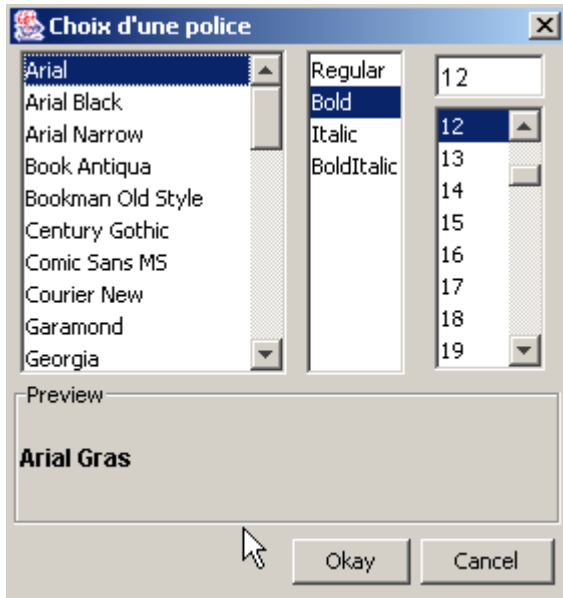 Choix d'une police
Arial
Arial Black
Arial Narrow
Book Antiqua
Bookman Old Style
Century Gothic
Comic Sans MS
Courier New
Garamond
Georgia
Regular
Bold
Italic
BoldItalic
12
12
13
14
15
16
17
18
19
Preview
Arial Gras
Okay
Cancel